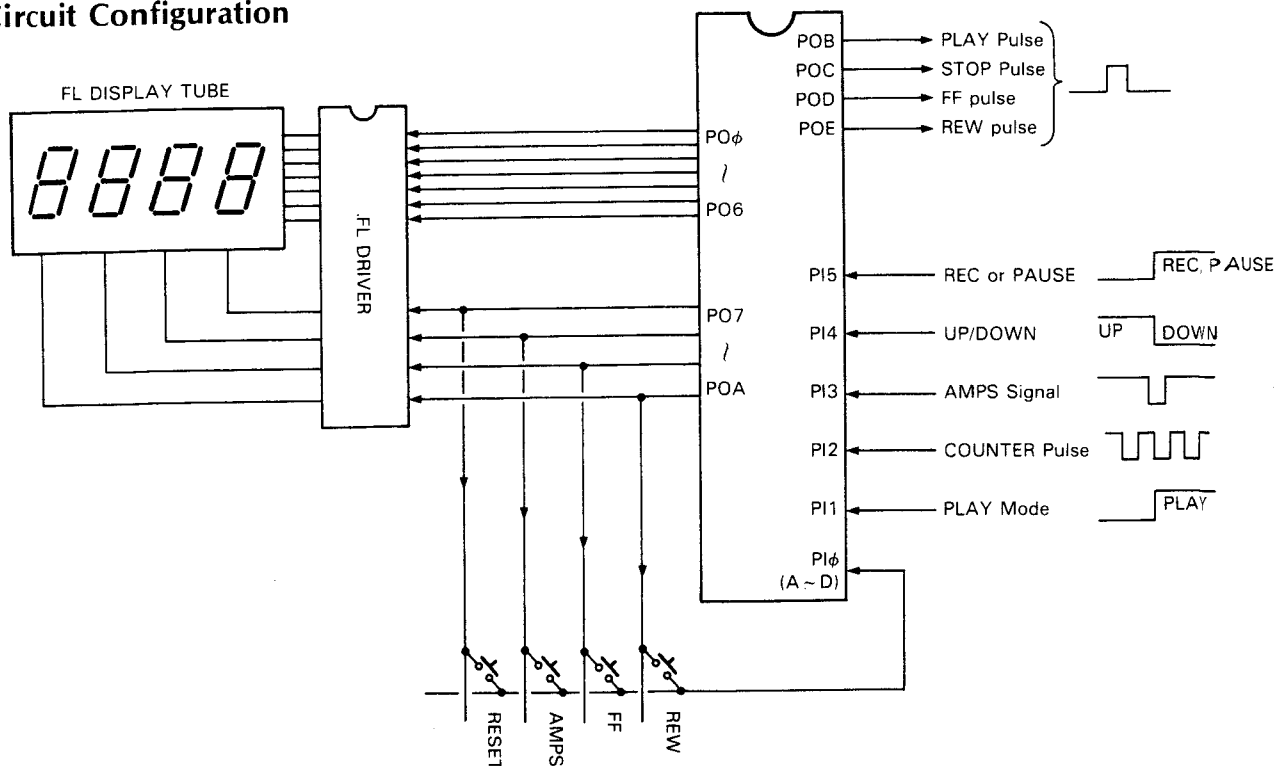 Circuit Configuration
FL DISPLAY TUBE
.FL DRIVER
POφ
~
PO6
PO7
~
POA
POB
POC
POD
POE
PLAY Pulse
STOP Pulse
FF pulse
REW pulse
PI5
REC or PAUSE
REC, PAUSE
PI4
UP/DOWN
UP
DOWN
PI3
AMPS Signal
PI2
COUNTER Pulse
PI1
PLAY Mode
PLAY
PIφ
(A ~ D)
RESET
AMPS
FF
REW